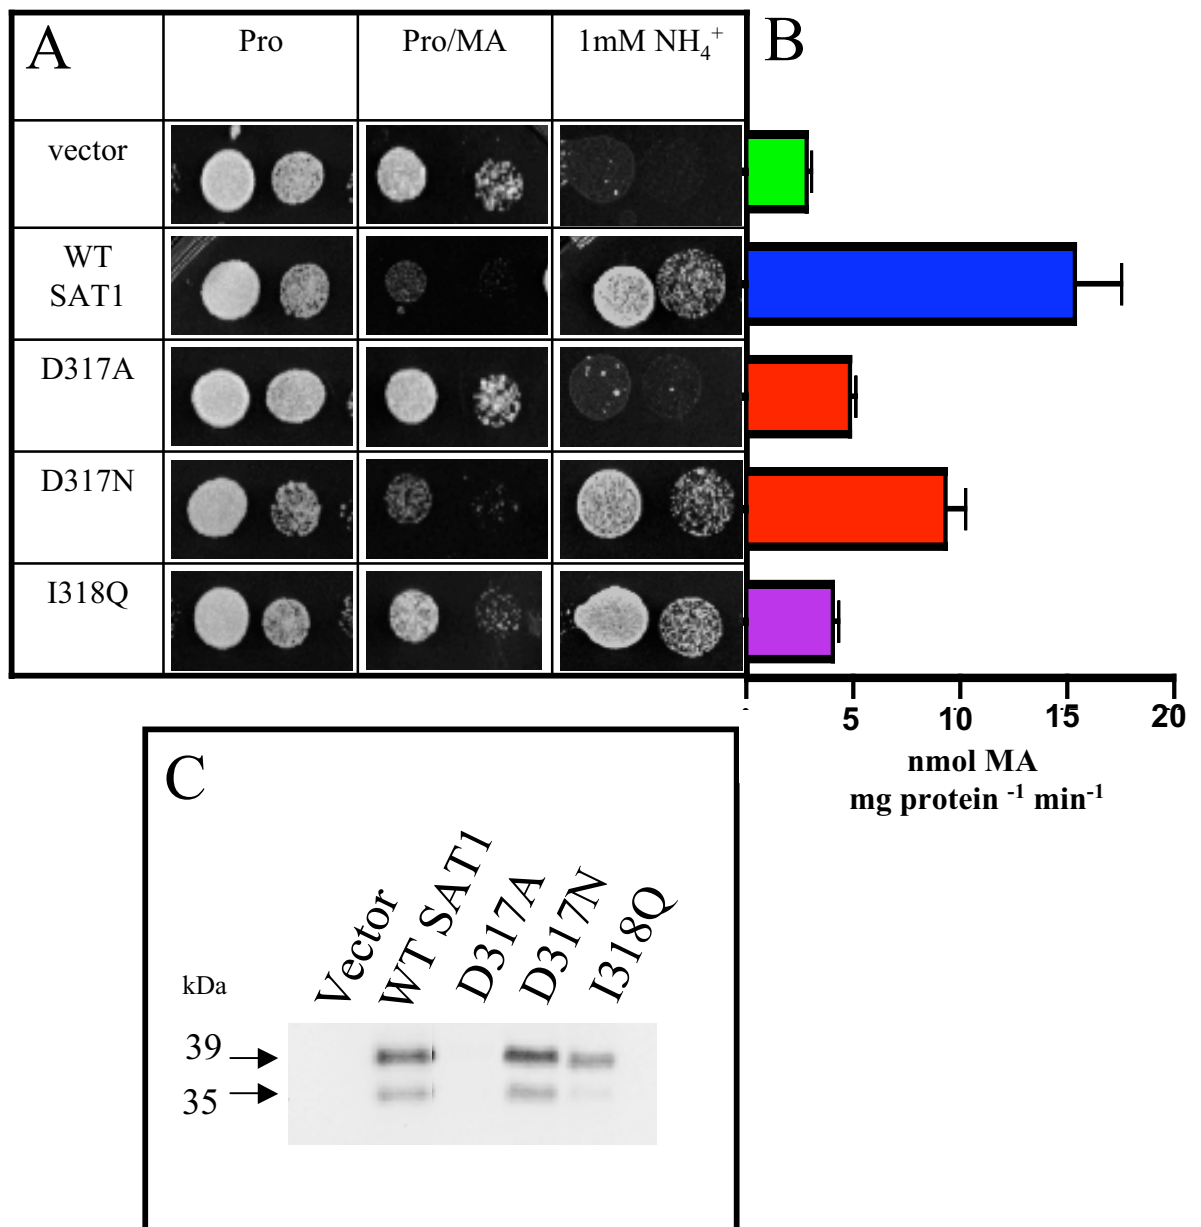 A
Pro
Pro/MA
1mM NH₄⁺
B
vector
WT
SAT1
D317A
D317N
I318Q
5
10
15
20
nmol MA
mg protein ⁻¹ min⁻¹
C
Vector
WT SAT1
D317A
D317N
I318Q
kDa
39
35